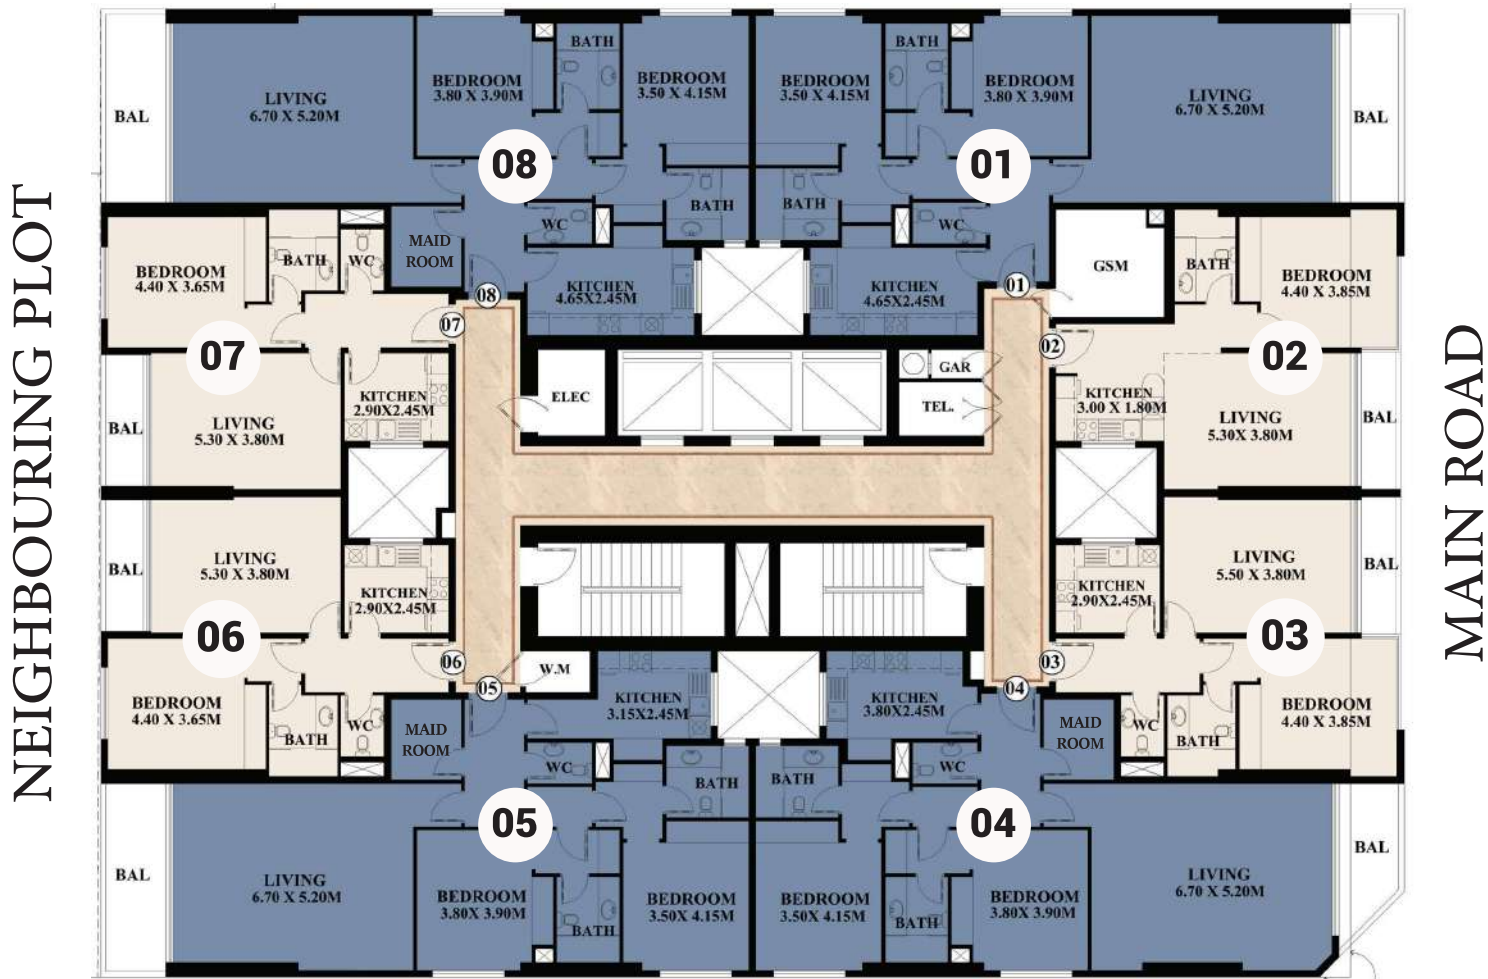 NEIGHBOURING PLOT
MAIN ROAD
BAL
LIVING
6.70 X 5.20M
BEDROOM
3.80 X 3.90M
BATH
BEDROOM
3.50 X 4.15M
08
MAID
ROOM
WC
BATH
KITCHEN
4.65X2.45M
08
BEDROOM
3.50 X 4.15M
BATH
BEDROOM
3.80 X 3.90M
LIVING
6.70 X 5.20M
BAL
01
BATH
WC
KITCHEN
4.65X2.45M
01
GSM
BEDROOM
4.40 X 3.65M
BATH
WC
07
07
KITCHEN
2.90X2.45M
LIVING
5.30 X 3.80M
BAL
ELEC
GAR
TEL.
BATH
BEDROOM
4.40 X 3.85M
02
02
KITCHEN
3.00 X 1.80M
LIVING
5.30X 3.80M
BAL
BAL
LIVING
5.30 X 3.80M
KITCHEN
2.90X2.45M
06
06
BEDROOM
4.40 X 3.65M
BATH
WC
LIVING
5.50 X 3.80M
BAL
KITCHEN
2.90X2.45M
03
03
WC
BATH
BEDROOM
4.40 X 3.85M
W.M
05
MAID
ROOM
KITCHEN
3.15X2.45M
WC
BATH
05
BAL
LIVING
6.70 X 5.20M
BEDROOM
3.80X 3.90M
BATH
BEDROOM
3.50X 4.15M
04
KITCHEN
3.80X2.45M
MAID
ROOM
BATH
WC
04
BEDROOM
3.50X 4.15M
BATH
BEDROOM
3.80X 3.90M
LIVING
6.70 X 5.20M
BAL